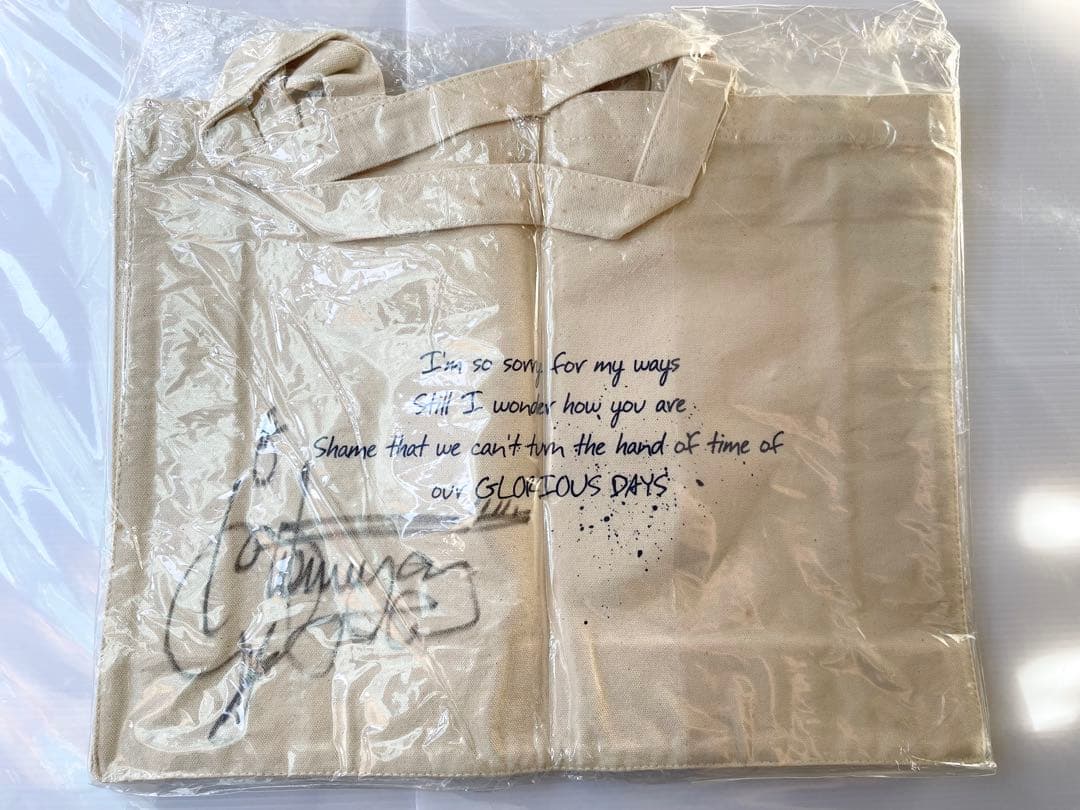 I'm so sorry for my ways
Still I wonder how you are
Shame that we can't turn the hand of time of
our GLORIOUS DAYS